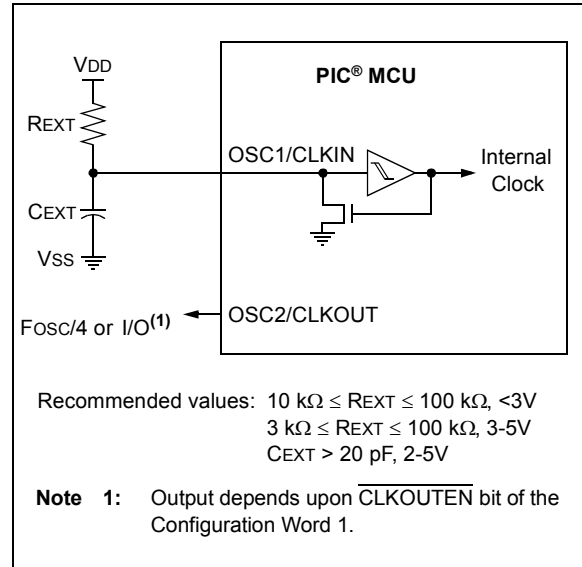 VDD
PIC® MCU
REXT
OSC1/CLKIN
Internal
Clock
CEXT
VSS
OSC2/CLKOUT
FOSC/4 or I/O(1)
Recommended values: 10 kΩ ≤ REXT ≤ 100 kΩ, <3V
3 kΩ ≤ REXT ≤ 100 kΩ, 3-5V
CEXT > 20 pF, 2-5V
Note 1: Output depends upon CLKOUTEN bit of the
Configuration Word 1.